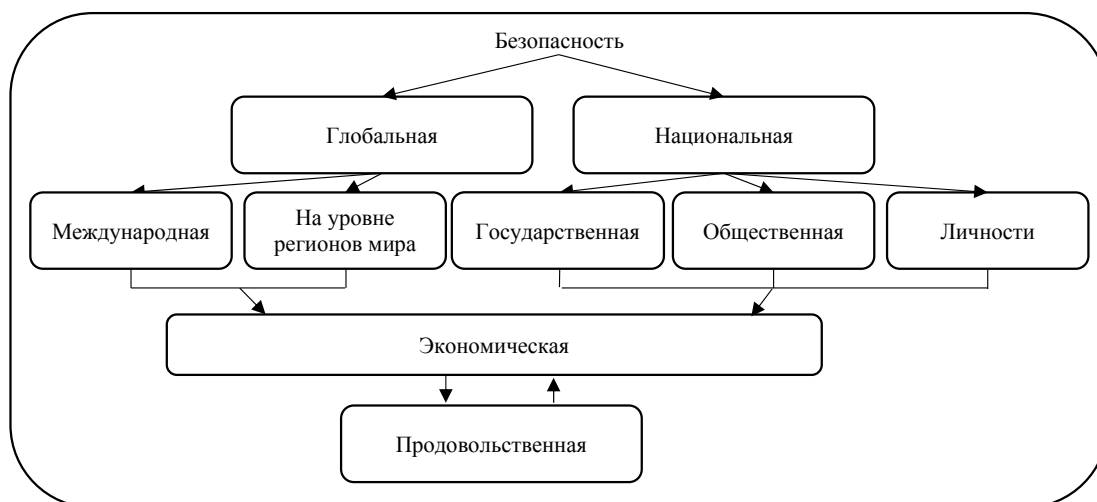 Безопасность
Глобальная
Национальная
Международная
На уровне
регионов мира
Государственная
Общественная
Личности
Экономическая
Продовольственная